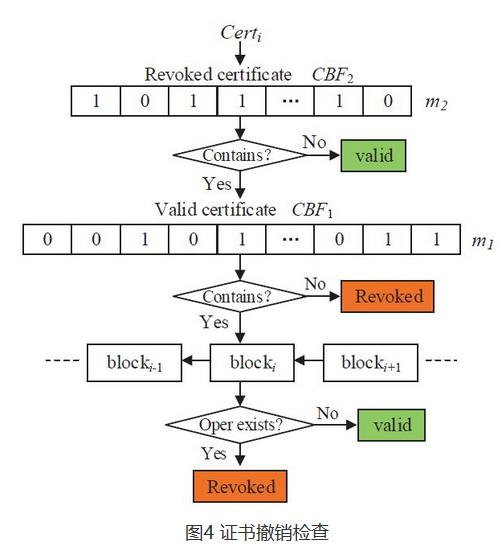 Cert_i
Revoked certificate CBF_2
1 0 1 1 ... 1 0 m_2
Contains? No valid
Yes
Valid certificate CBF_1
0 0 1 0 1 ... 0 1 1 m_1
Contains? No Revoked
Yes
block_i-1 block_i block_i+1
Oper exists? No valid
Yes
Revoked
图4 证书撤销检查